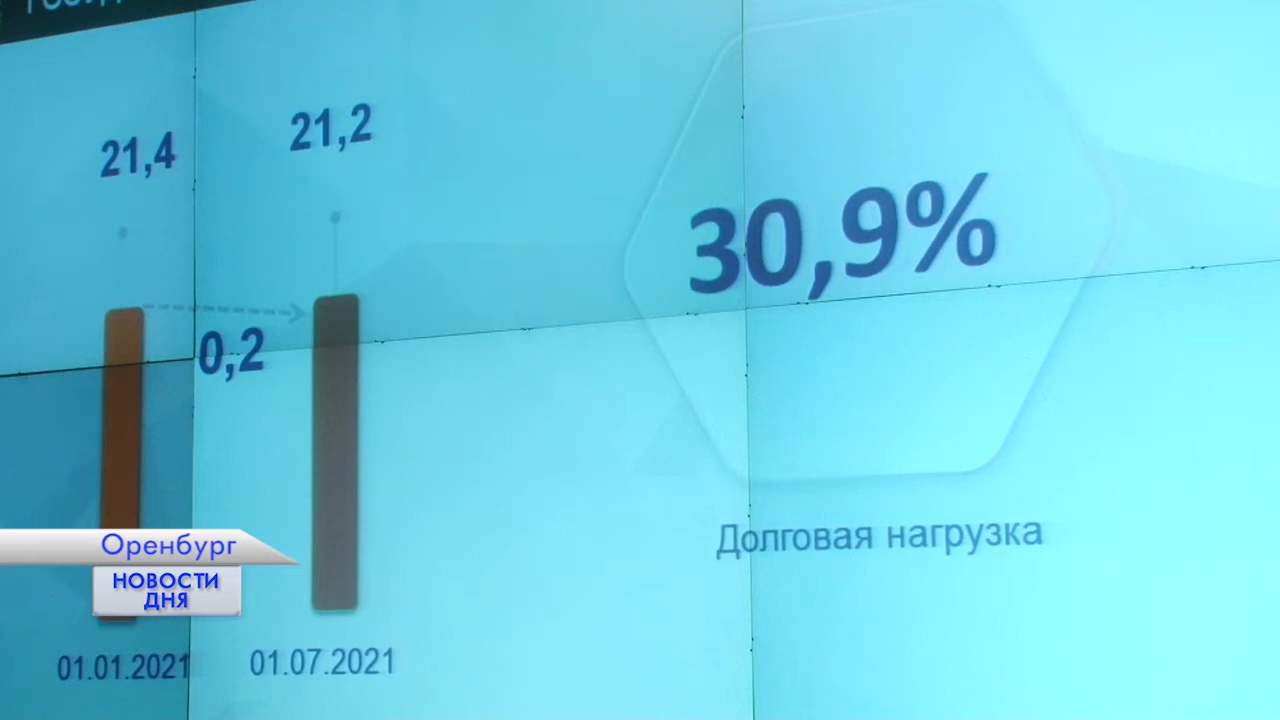 21,4
21,2
30,9%
0,2
Долговая нагрузка
Оренбург
НОВОСТИ
ДНЯ
01.01.2021
01.07.2021